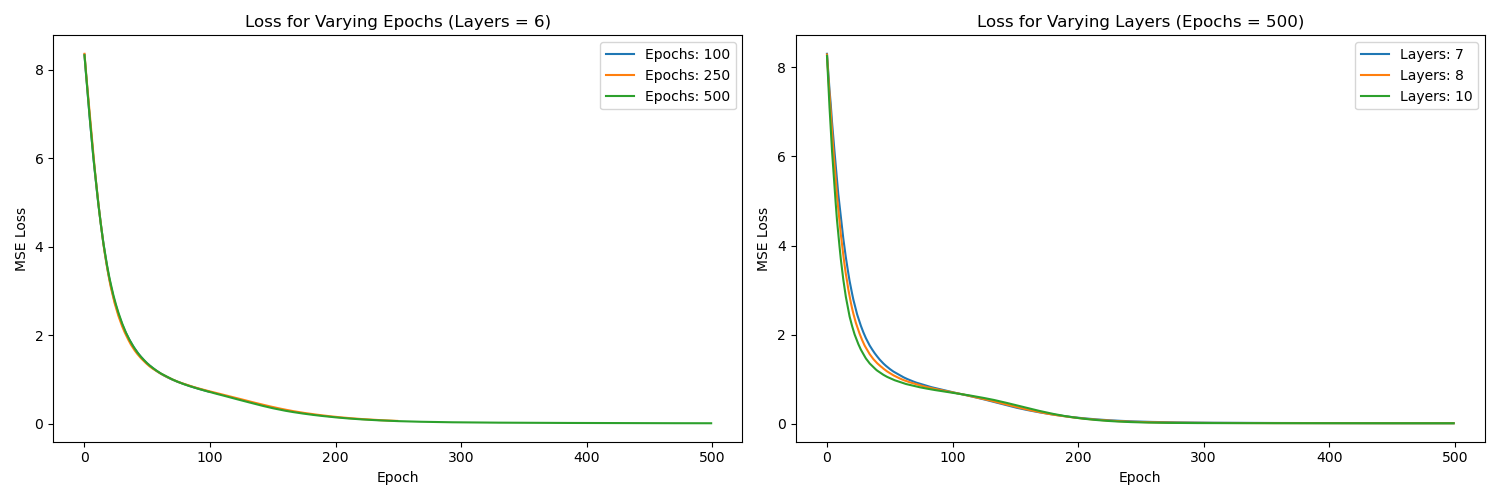 Loss for Varying Epochs (Layers = 6)
MSE Loss
8
6
4
2
0
0 100 200 300 400 500
Epoch
Epochs: 100
Epochs: 250
Epochs: 500
Loss for Varying Layers (Epochs = 500)
MSE Loss
8
6
4
2
0
0 100 200 300 400 500
Epoch
Layers: 7
Layers: 8
Layers: 10